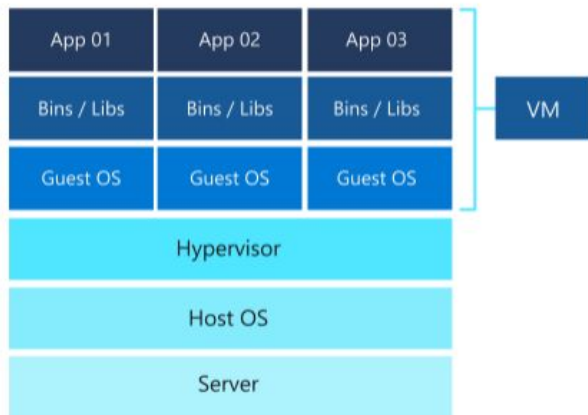 App 01 App 02 App 03
Bins / Libs Bins / Libs Bins / Libs VM
Guest OS Guest OS Guest OS
Hypervisor
Host OS
Server